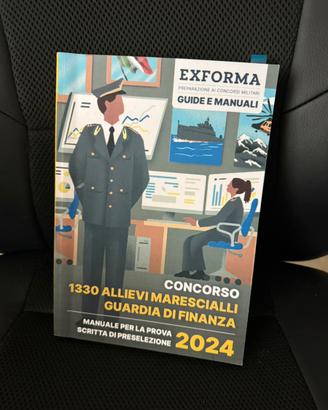 EXFORMA
PREPARAZIONE AI CONCORSI MILITARI
GUIDE E MANUALI
CONCORSO
1330 ALLIEVI MARESCIALLI
GUARDIA DI FINANZA
MANUALE PER LA PROVA
SCRITTA DI PRESELEZIONE
2024